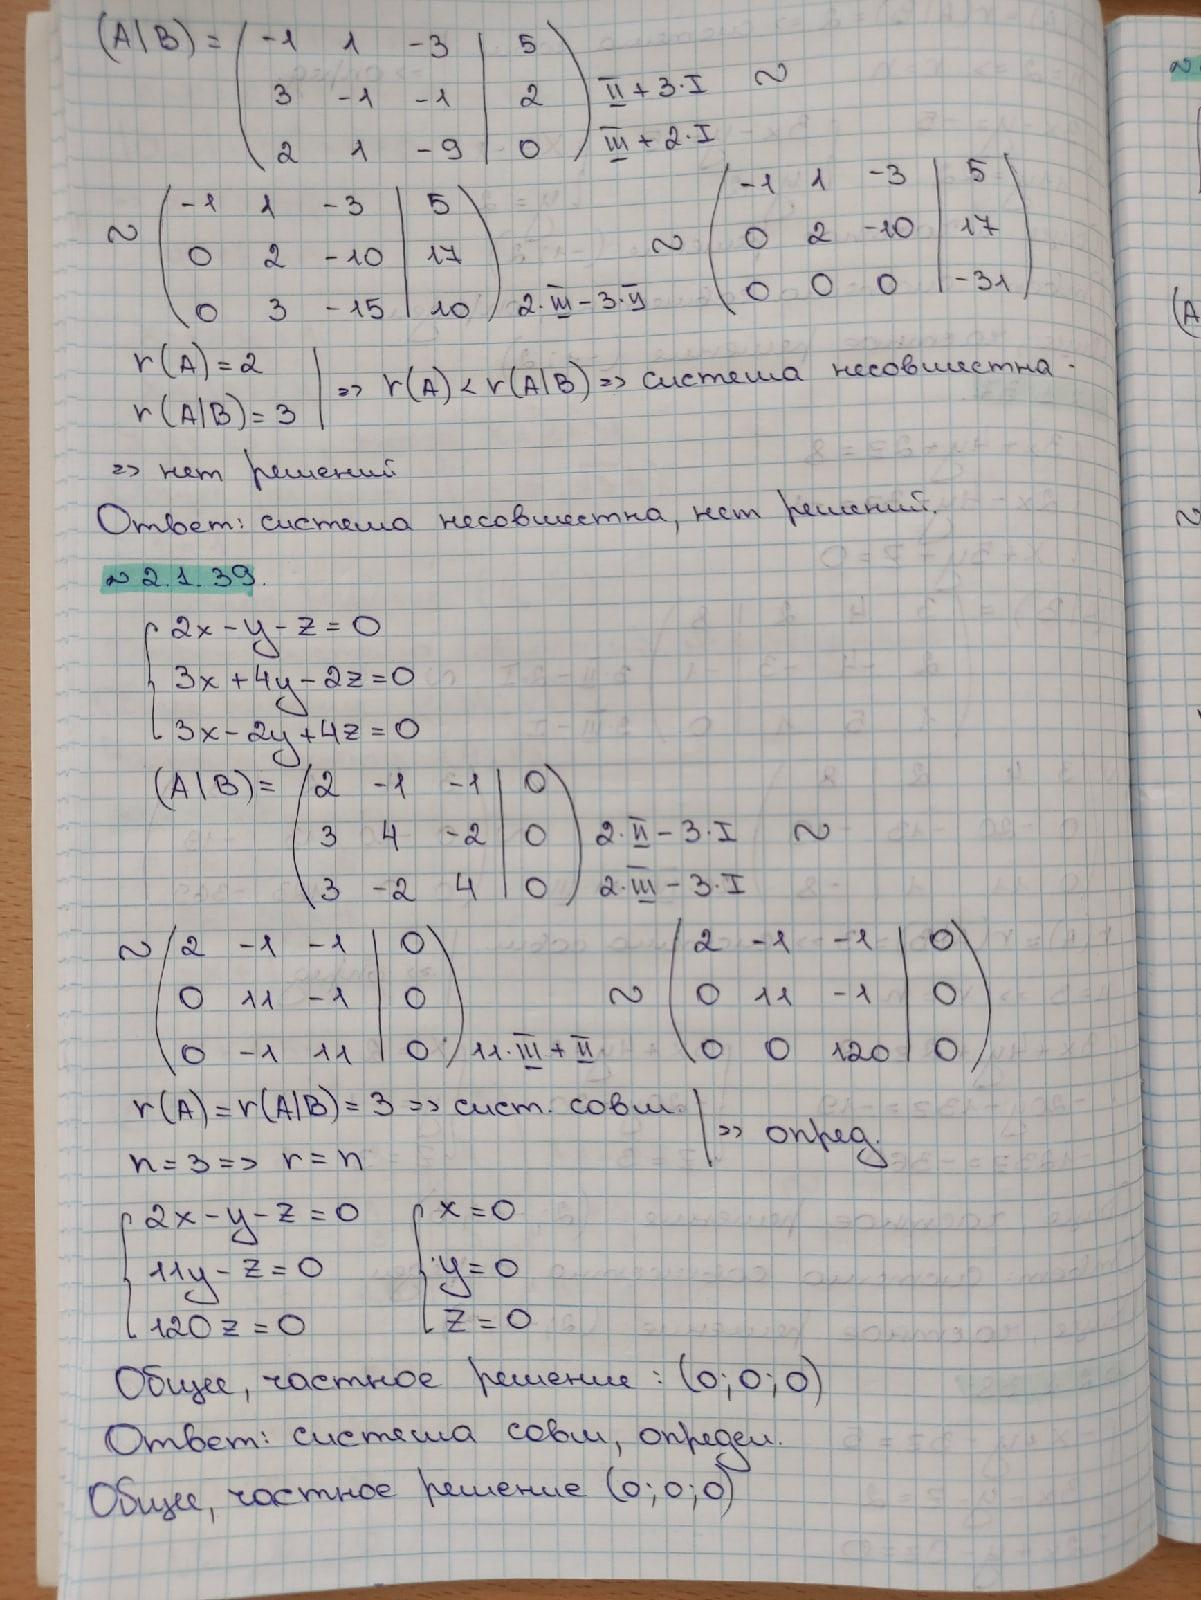 (A|B) = ( -1 1 -3 | 5 )
( 3 -1 -1 | 2 ) II + 3·I ~
( 2 1 -9 | 0 ) III + 2·I
~ ( -1 1 -3 | 5 ) ~ ( -1 1 -3 | 5 )
( 0 2 -10 | 17 ) ( 0 2 -10 | 17 )
( 0 3 -15 | 10 ) 2·III - 3·II ( 0 0 0 | -31 )
r(A) = 2
r(A|B) = 3 | => r(A) < r(A|B) => система несовместна.
=> нет решений
Ответ: система несовместна, нет решений.
~ 2.1.39.
{ 2x - y - z = 0
3x + 4y - 2z = 0
3x - 2y + 4z = 0
(A|B) = ( 2 -1 -1 | 0 )
( 3 4 -2 | 0 ) 2·II - 3·I ~
( 3 -2 4 | 0 ) 2·III - 3·I
~ ( 2 -1 -1 | 0 ) ~ ( 2 -1 -1 | 0 )
( 0 11 -1 | 0 ) ( 0 11 -1 | 0 )
( 0 -1 11 | 0 ) 11·III + II ( 0 0 120 | 0 )
r(A) = r(A|B) = 3 => сист. совм. | => опред.
n = 3 => r = n
{ 2x - y - z = 0 { x = 0
11y - z = 0 y = 0
120z = 0 z = 0
Общее, частное решение: (0; 0; 0)
Ответ: система совм, определ.
Общее, частное решение (0; 0; 0)